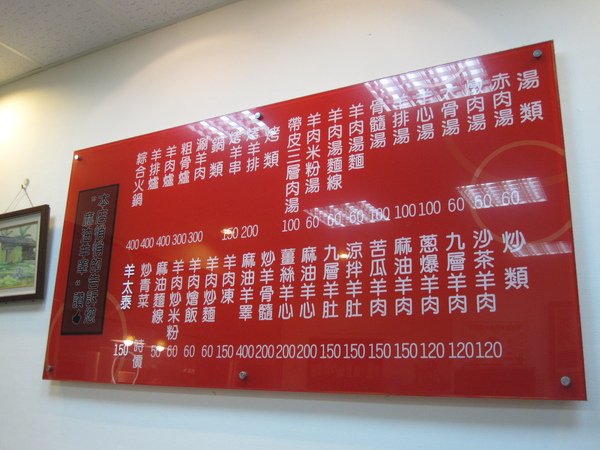 湯類
赤肉湯 60
燉肉湯 60
大骨湯 60
羊心湯 100
羊排湯 100
骨髓湯 100
羊肉湯麵 60
羊肉湯麵線 60
羊肉米粉湯 60
帶皮三層肉湯 100
烤類
烤羊排 200
烤羊串 150
鍋類
涮羊肉 300
粗骨爐 300
羊肉爐 400
羊排爐 400
綜合火鍋 400
炒類
沙茶羊肉 120
九層羊肉 120
蔥爆羊肉 120
麻油羊肉 150
苦瓜羊肉 150
涼拌羊肚 150
九層羊肚 150
麻油羊心 200
薑絲羊心 200
炒羊骨髓 200
麻油羊睪 400
羊肉凍 150
羊肉炒麵 60
羊肉燴飯 60
羊肉炒米粉 60
麻油麵線 50
炒青菜 時價
羊太泰 150